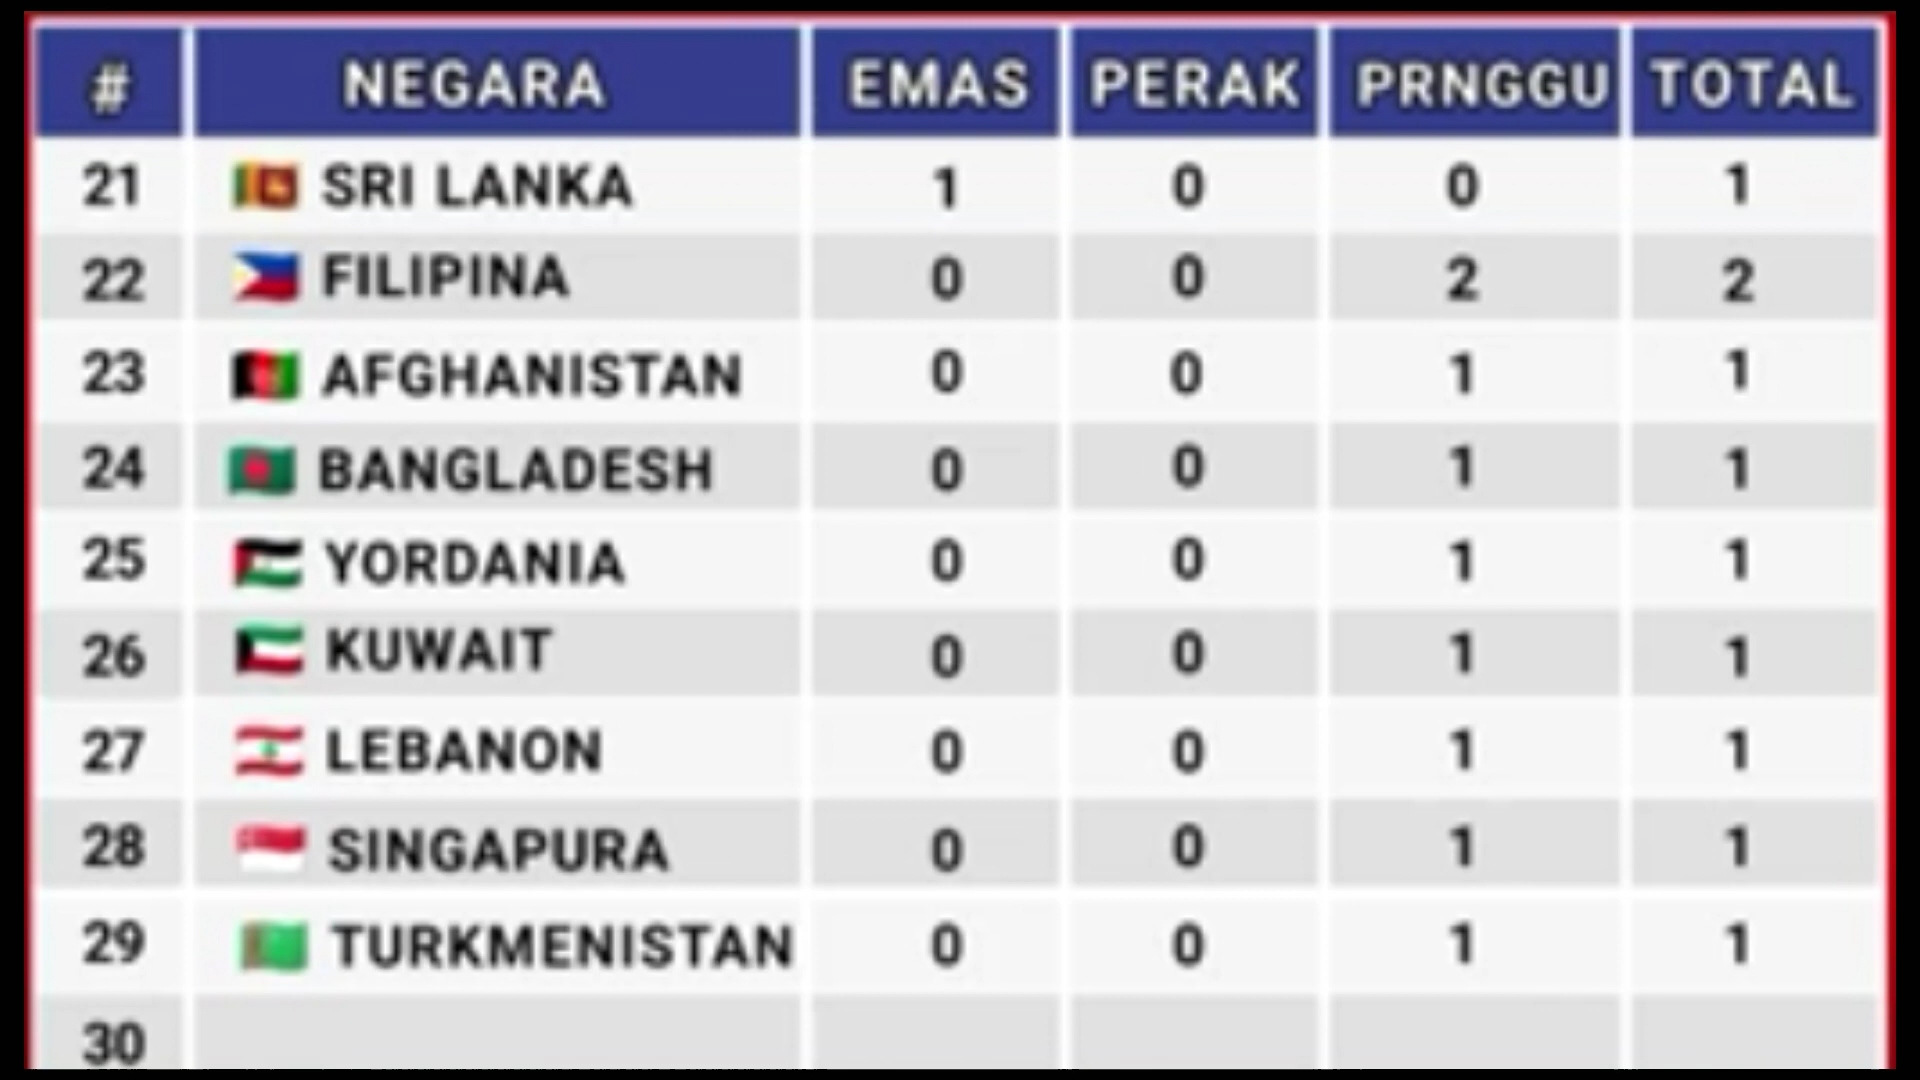 # NEGARA EMAS PERAK PRNGGU TOTAL
21 SRI LANKA 1 0 0 1
22 FILIPINA 0 0 2 2
23 AFGHANISTAN 0 0 1 1
24 BANGLADESH 0 0 1 1
25 YORDANIA 0 0 1 1
26 KUWAIT 0 0 1 1
27 LEBANON 0 0 1 1
28 SINGAPURA 0 0 1 1
29 TURKMENISTAN 0 0 1 1
30